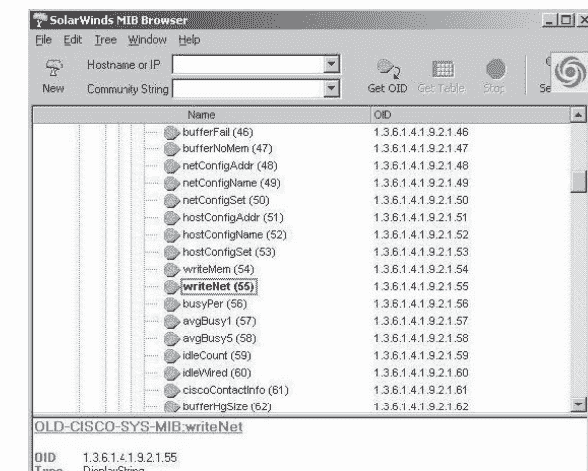 SolarWinds MIB Browser
File Edit Tree Window Help
Hostname or IP
New Community String Get OID Get Table Stop Se
Name OID
bufferFail (46) 1.3.6.1.4.1.9.2.1.46
bufferNoMem (47) 1.3.6.1.4.1.9.2.1.47
netConfigAddr (48) 1.3.6.1.4.1.9.2.1.48
netConfigName (49) 1.3.6.1.4.1.9.2.1.49
netConfigSet (50) 1.3.6.1.4.1.9.2.1.50
hostConfigAddr (51) 1.3.6.1.4.1.9.2.1.51
hostConfigName (52) 1.3.6.1.4.1.9.2.1.52
hostConfigSet (53) 1.3.6.1.4.1.9.2.1.53
writeMem (54) 1.3.6.1.4.1.9.2.1.54
writeNet (55) 1.3.6.1.4.1.9.2.1.55
busyPer (56) 1.3.6.1.4.1.9.2.1.56
avgBusy1 (57) 1.3.6.1.4.1.9.2.1.57
avgBusy5 (58) 1.3.6.1.4.1.9.2.1.58
idleCount (59) 1.3.6.1.4.1.9.2.1.59
idleWired (60) 1.3.6.1.4.1.9.2.1.60
ciscoContactInfo (61) 1.3.6.1.4.1.9.2.1.61
bufferHgSize (62) 1.3.6.1.4.1.9.2.1.62
OLD-CISCO-SYS-MIB:writeNet
OID 1.3.6.1.4.1.9.2.1.55
Type DisplayString